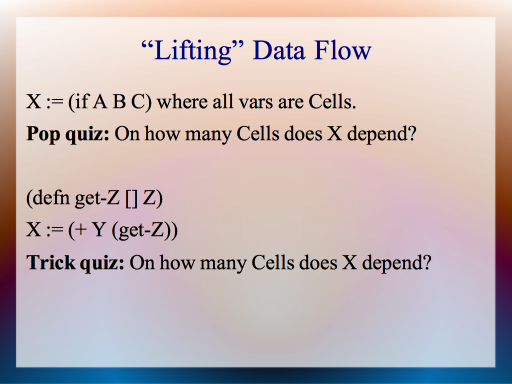 “Lifting” Data Flow
X := (if A B C) where all vars are Cells.
Pop quiz: On how many Cells does X depend?
(defn get-Z [] Z)
X := (+ Y (get-Z))
Trick quiz: On how many Cells does X depend?